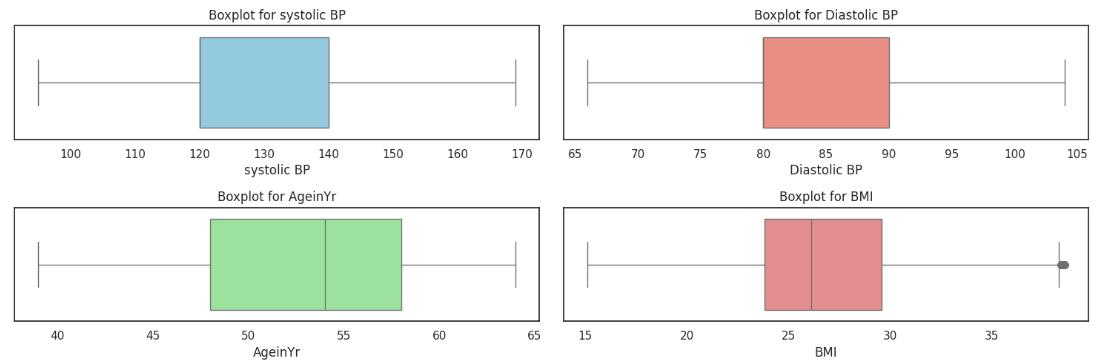 Boxplot for systolic BP
100 110 120 130 140 150 160 170
systolic BP
Boxplot for Diastolic BP
65 70 75 80 85 90 95 100 105
Diastolic BP
Boxplot for AgeinYr
40 45 50 55 60 65
AgeinYr
Boxplot for BMI
15 20 25 30 35
BMI